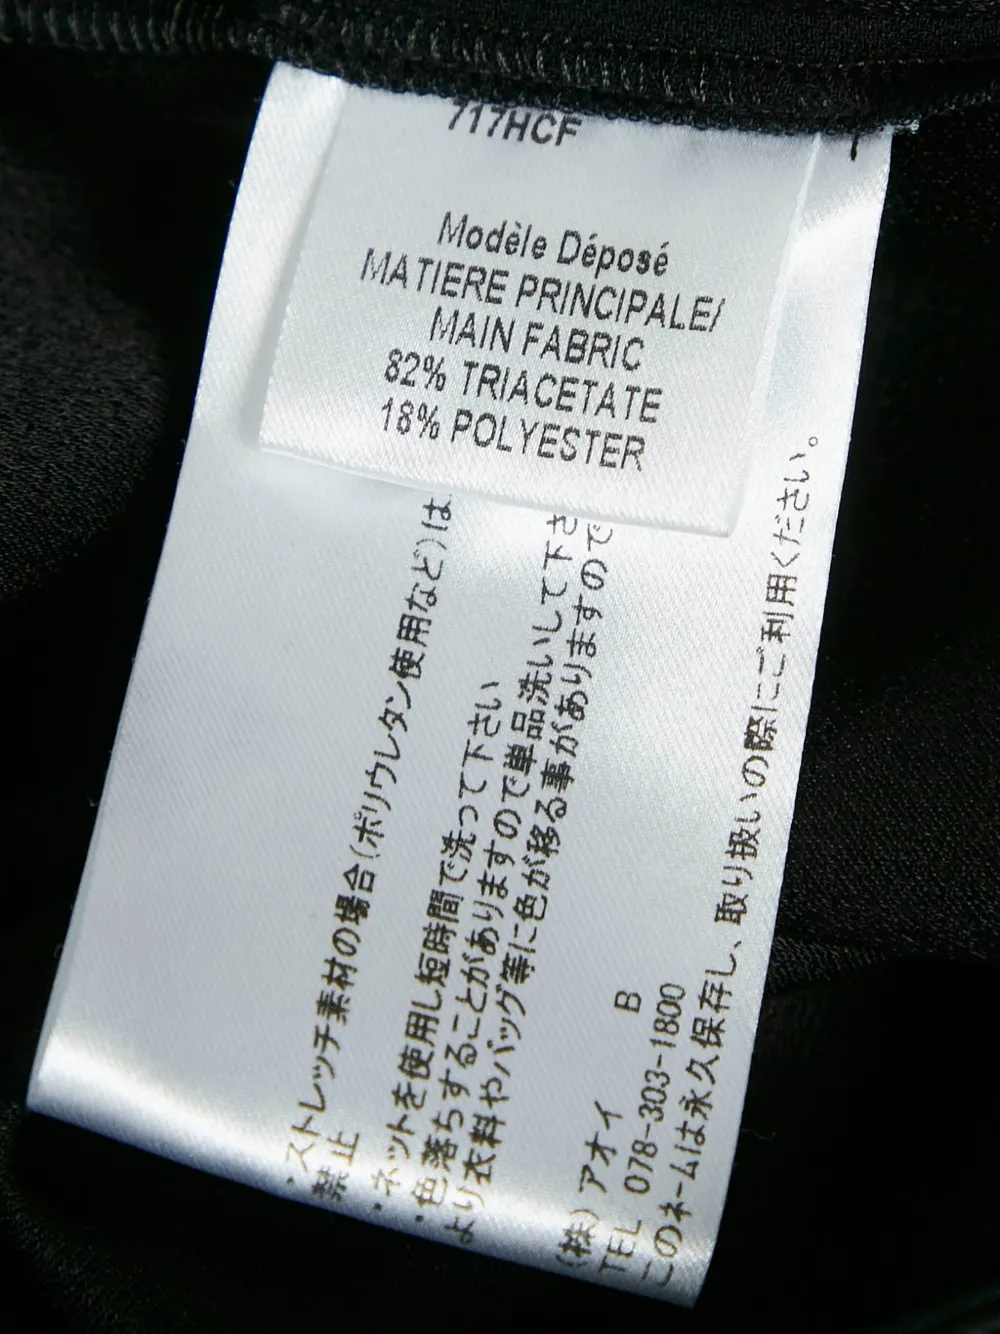 717HCF
Modèle Déposé
MATIERE PRINCIPALE/
MAIN FABRIC
82% TRIACETATE
18% POLYESTER
・ストレッチ素材の場合(ポリウレタン使用など)は
禁止
・ネットを使用し短時間で洗って下さい
・色落ちすることがありますので単品洗いして下さ
より衣料やバッグ等に色が移る事がありますので
B
(株)アオイ
TEL 078-303-1800
このネームは永久保存し、取り扱いの際にご利用ください。